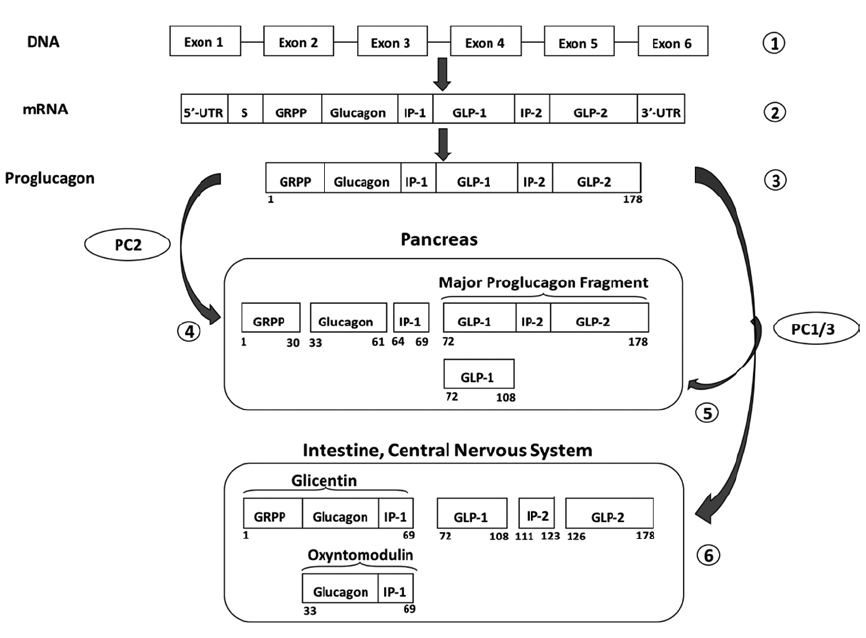 DNA Exon 1 Exon 2 Exon 3 Exon 4 Exon 5 Exon 6 1
mRNA 5'-UTR S GRPP Glucagon IP-1 GLP-1 IP-2 GLP-2 3'-UTR 2
Proglucagon GRPP Glucagon IP-1 GLP-1 IP-2 GLP-2 3
1 178
PC2
Pancreas
Major Proglucagon Fragment
GRPP Glucagon IP-1 GLP-1 IP-2 GLP-2
PC1/3
4
1 30 33 61 64 69 72 178
GLP-1
72 108
5
Intestine, Central Nervous System
Glicentin
GRPP Glucagon IP-1 GLP-1 IP-2 GLP-2
1 69 72 108 111 123 126 178
6
Oxyntomodulin
Glucagon IP-1
33 69